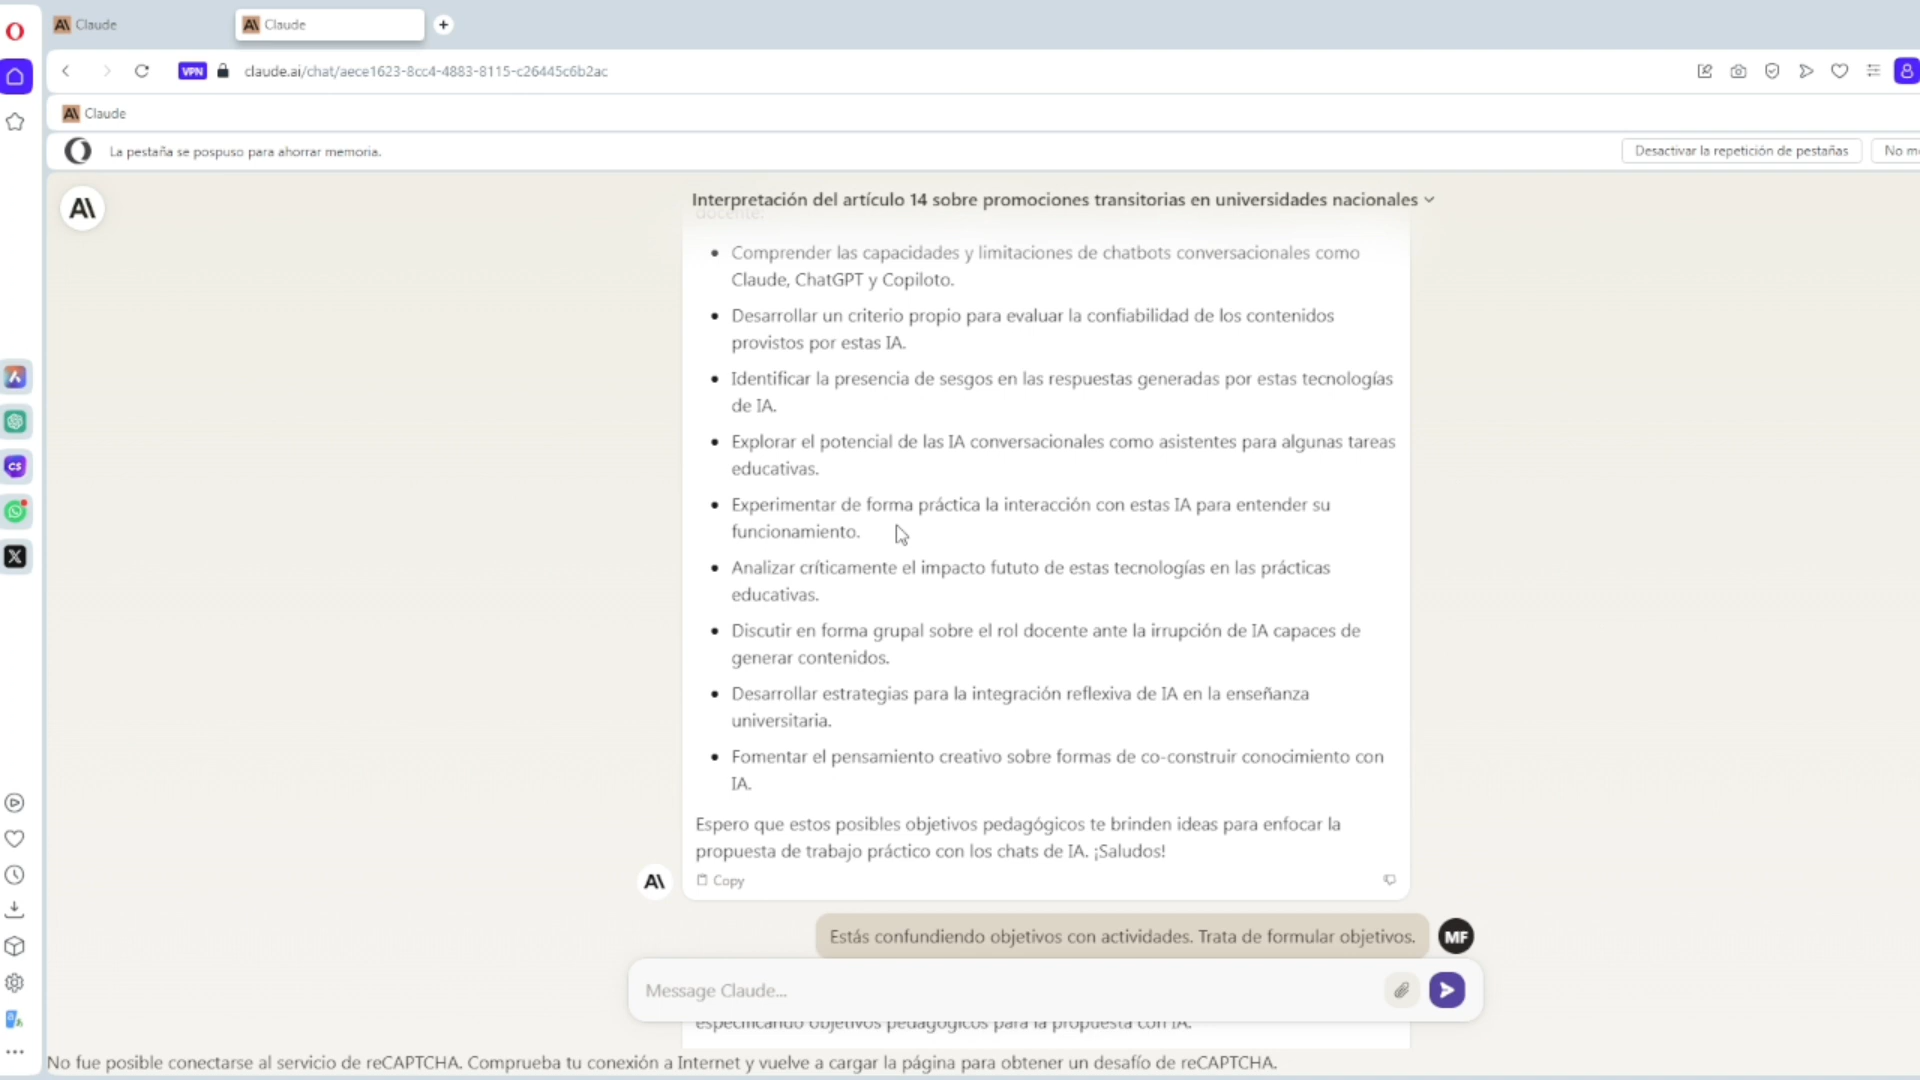 Claude
Claude
VPN
claude.ai/chat/aece1623-8cc4-4883-8115-c26445c6b2ac
Claude
La pestaña se pospuso para ahorrar memoria.
Desactivar la repetición de pestañas
No
Interpretación del artículo 14 sobre promociones transitorias en universidades nacionales
docente:
• Comprender las capacidades y limitaciones de chatbots conversacionales como
Claude, ChatGPT y Copiloto.
• Desarrollar un criterio propio para evaluar la confiabilidad de los contenidos
provistos por estas IA.
• Identificar la presencia de sesgos en las respuestas generadas por estas tecnologías
de IA.
• Explorar el potencial de las IA conversacionales como asistentes para algunas tareas
educativas.
• Experimentar de forma práctica la interacción con estas IA para entender su
funcionamiento.
• Analizar críticamente el impacto fututo de estas tecnologías en las prácticas
educativas.
• Discutir en forma grupal sobre el rol docente ante la irrupción de IA capaces de
generar contenidos.
• Desarrollar estrategias para la integración reflexiva de IA en la enseñanza
universitaria.
• Fomentar el pensamiento creativo sobre formas de co-construir conocimiento con
IA.
Espero que estos posibles objetivos pedagógicos te brinden ideas para enfocar la
propuesta de trabajo práctico con los chats de IA. ¡Saludos!
Copy
Estás confundiendo objetivos con actividades. Trata de formular objetivos.
MF
Message Claude...
especificando objetivos pedagógicos para la propuesta con IA.
No fue posible conectarse al servicio de reCAPTCHA. Comprueba tu conexión a Internet y vuelve a cargar la página para obtener un desafío de reCAPTCHA.